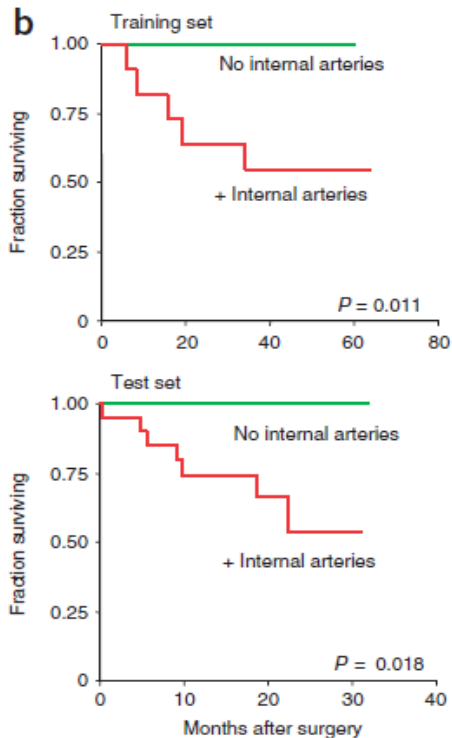 b
Training set
1.00
0.75
0.50
0.25
0
Fraction surviving
No internal arteries
+ Internal arteries
P = 0.011
0 20 40 60 80
Test set
1.00
0.75
0.50
0.25
0
Fraction surviving
No internal arteries
+ Internal arteries
P = 0.018
0 10 20 30 40
Months after surgery